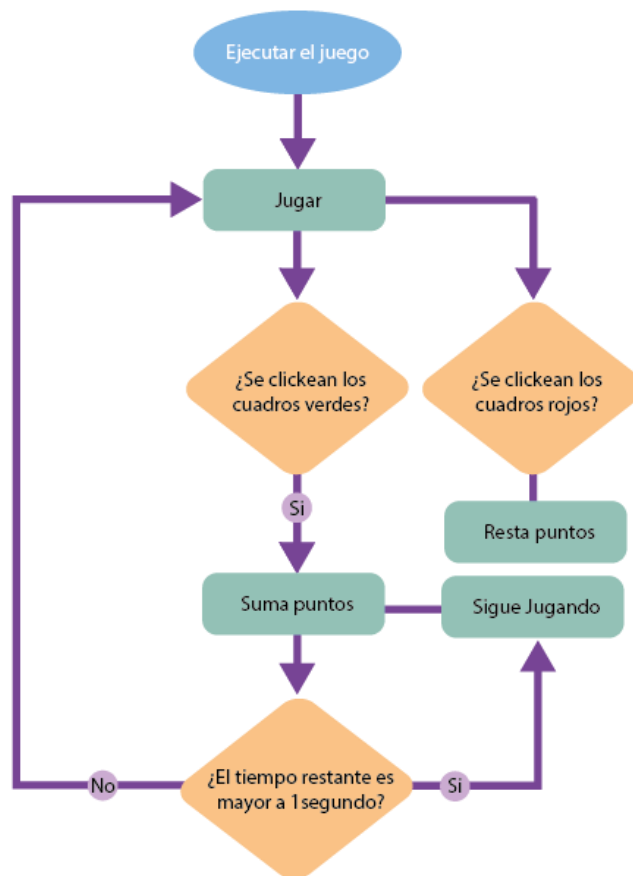 Ejecutar el juego
Jugar
¿Se clickean los
cuadros verdes?
¿Se clickean los
cuadros rojos?
Si
Resta puntos
Suma puntos
Sigue Jugando
¿El tiempo restante es
mayor a 1segundo?
No
Si